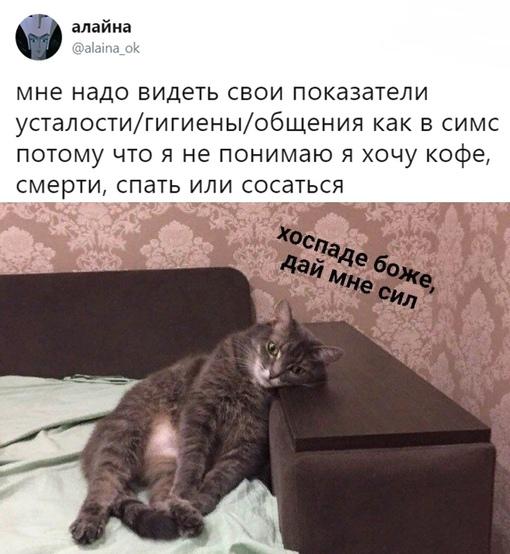 алайна
@alaina_ok
мне надо видеть свои показатели
усталости/гигиены/общения как в симс
потому что я не понимаю я хочу кофе,
смерти, спать или сосаться
хоспаде боже,
дай мне сил